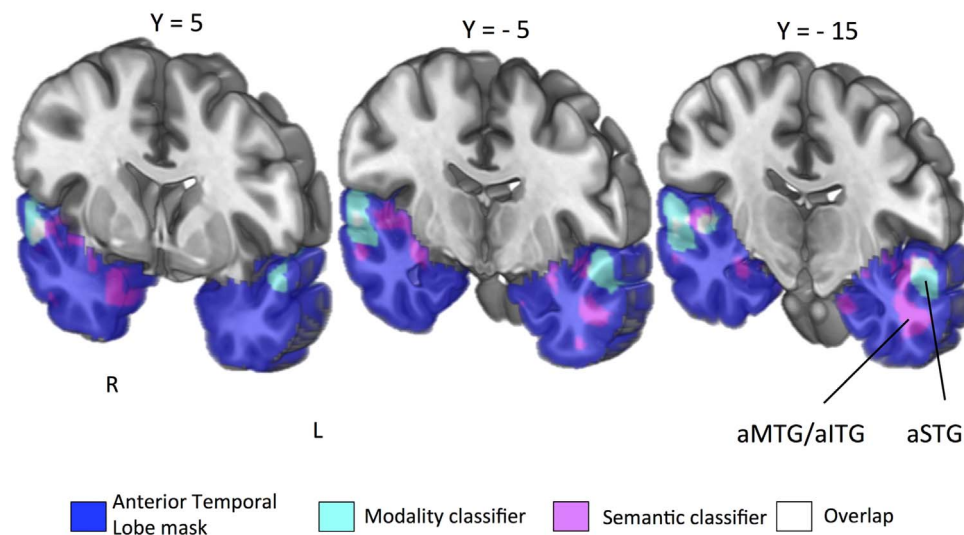 Y = 5
Y = - 5
Y = - 15
R
L
aMTG/aITG
aSTG
Anterior Temporal
Lobe mask
Modality classifier
Semantic classifier
Overlap